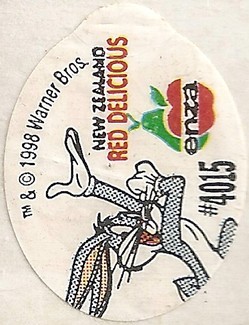 TM & © 1998 Warner Bros.
NEW ZEALAND
RED DELICIOUS
enza
#4015